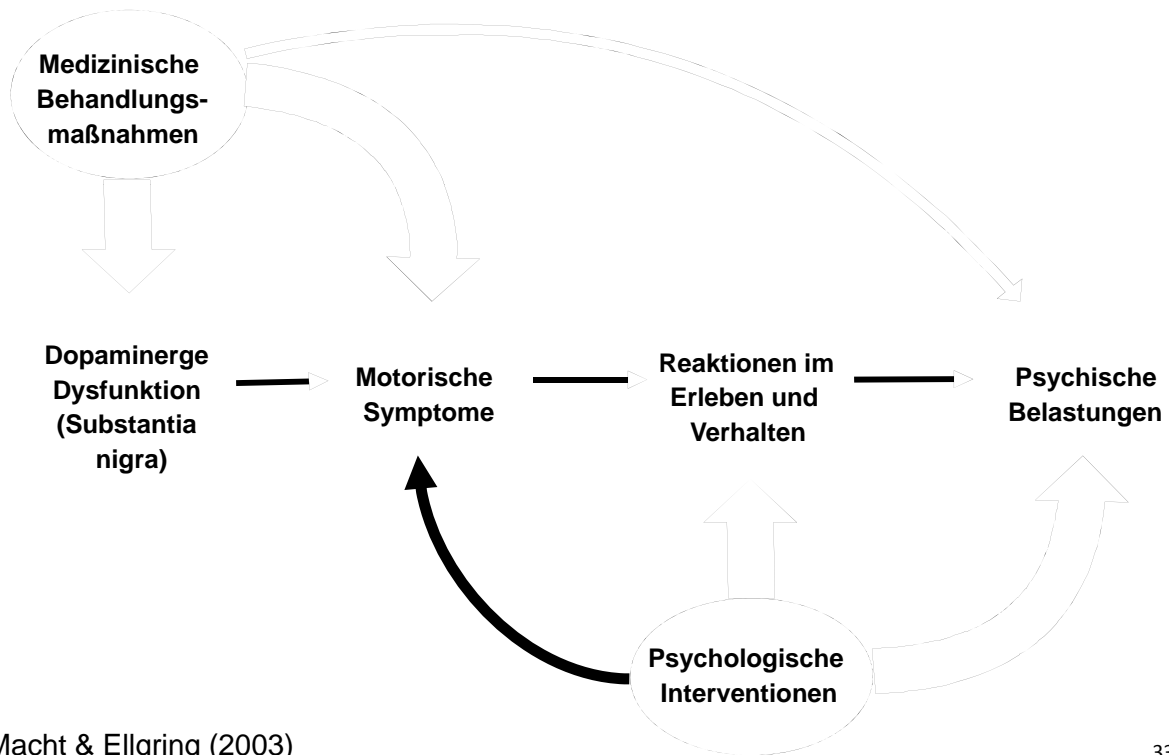 Medizinische
Behandlungs-
maßnahmen
Dopaminerge
Dysfunktion
(Substantia
nigra)
Motorische
Symptome
Reaktionen im
Erleben und
Verhalten
Psychische
Belastungen
Psychologische
Interventionen
Macht & Ellgring (2003)
33